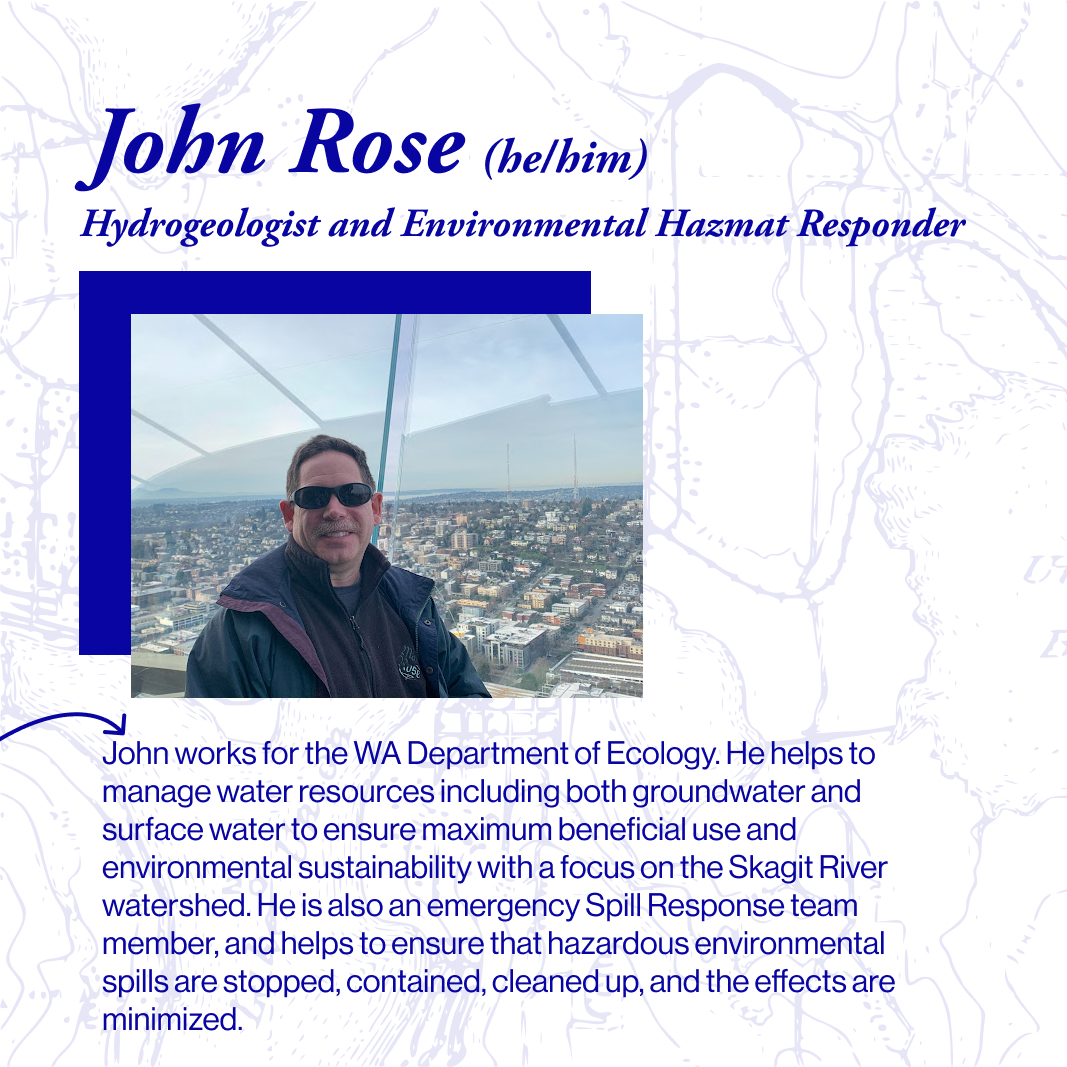 John Rose (he/him)
Hydrogeologist and Environmental Hazmat Responder
John works for the WA Department of Ecology. He helps to
manage water resources including both groundwater and
surface water to ensure maximum beneficial use and
environmental sustainability with a focus on the Skagit River
watershed. He is also an emergency Spill Response team
member, and helps to ensure that hazardous environmental
spills are stopped, contained, cleaned up, and the effects are
minimized.